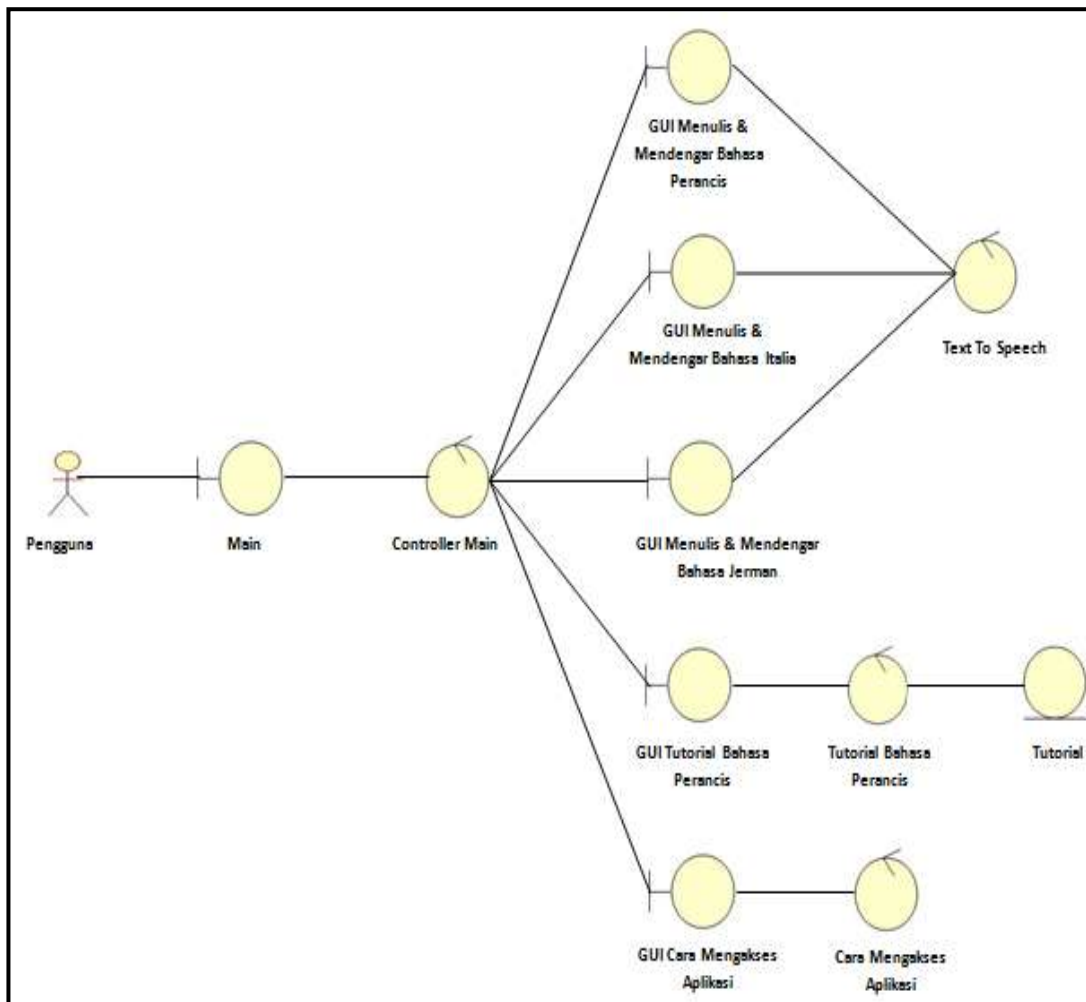 GUI Menulis &
Mendengar Bahasa
Perancis
GUI Menulis &
Mendengar Bahasa Italia
Text To Speech
Pengguna
Main
Controller Main
GUI Menulis & Mendengar
Bahasa Jerman
GUI Tutorial Bahasa
Perancis
Tutorial Bahasa
Perancis
Tutorial
GUI Cara Mengakses
Aplikasi
Cara Mengakses
Aplikasi